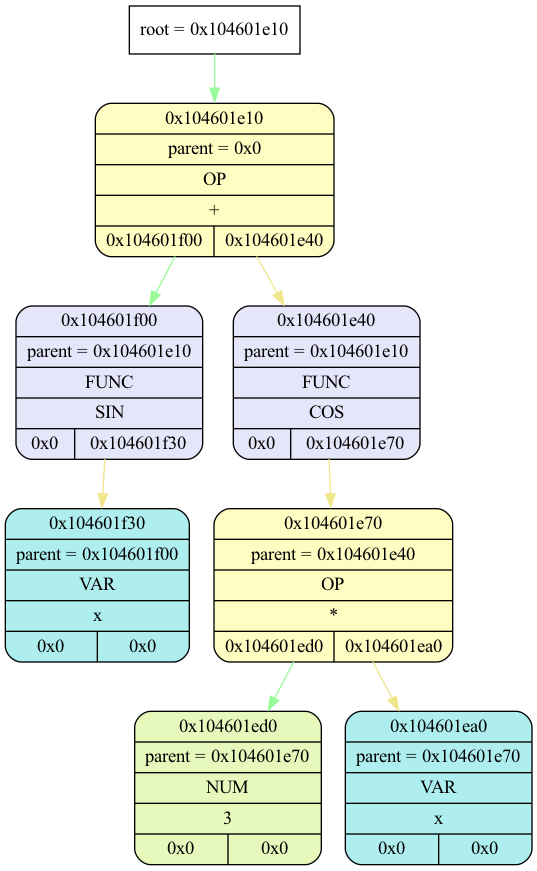 root = 0x104601e10
0x104601e10
parent = 0x0
OP
+
0x104601f00 0x104601e40
0x104601f00
parent = 0x104601e10
FUNC
SIN
0x0 0x104601f30
0x104601e40
parent = 0x104601e10
FUNC
COS
0x0 0x104601e70
0x104601f30
parent = 0x104601f00
VAR
x
0x0 0x0
0x104601e70
parent = 0x104601e40
OP
*
0x104601ed0 0x104601ea0
0x104601ed0
parent = 0x104601e70
NUM
3
0x0 0x0
0x104601ea0
parent = 0x104601e70
VAR
x
0x0 0x0